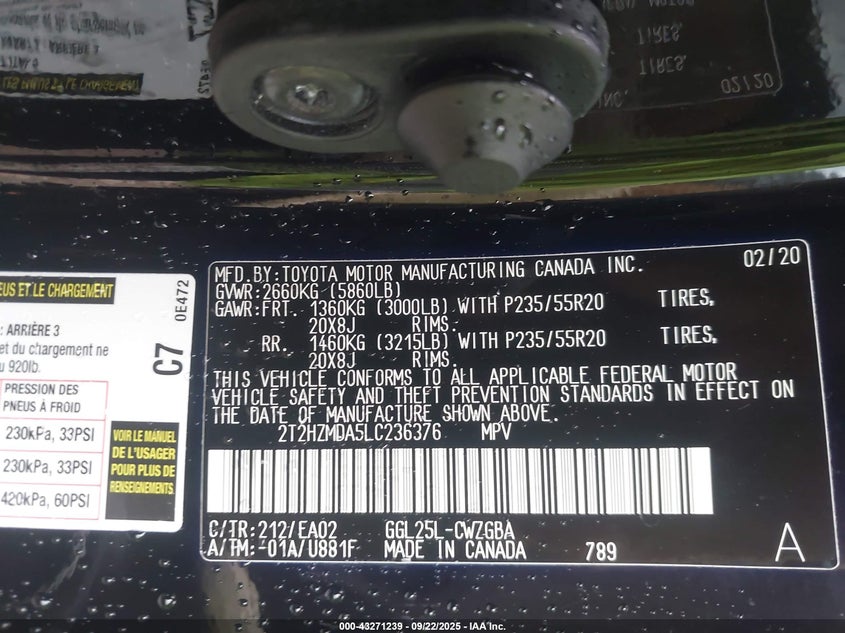 EUS ET LE CHARGEMENT
: ARRIÈRE 3
et du chargement ne
u 920lb.
PRESSION DES
PNEUS À FROID
230kPa, 33PSI
230kPa, 33PSI
420kPa, 60PSI
VOIR LE MANUEL
DE L'USAGER
POUR PLUS DE
RENSEIGNEMENTS.
C7
0E472
MFD. BY: TOYOTA MOTOR MANUFACTURING CANADA INC. 02/20
GVWR: 2660KG (5860LB)
GAWR: FRT. 1360KG (3000LB) WITH P235/55R20 TIRES,
20X8J RIMS.
RR. 1460KG (3215LB) WITH P235/55R20 TIRES,
20X8J RIMS.
THIS VEHICLE CONFORMS TO ALL APPLICABLE FEDERAL MOTOR
VEHICLE SAFETY AND THEFT PREVENTION STANDARDS IN EFFECT ON
THE DATE OF MANUFACTURE SHOWN ABOVE.
2T2HZMDA5LC236376 MPV
C/TR: 212/EA02 GGL25L-CWZGBA
A/TM: -01A/U881F MADE IN CANADA 789
A
000-43271239 - 09/22/2025 - IAA Inc.